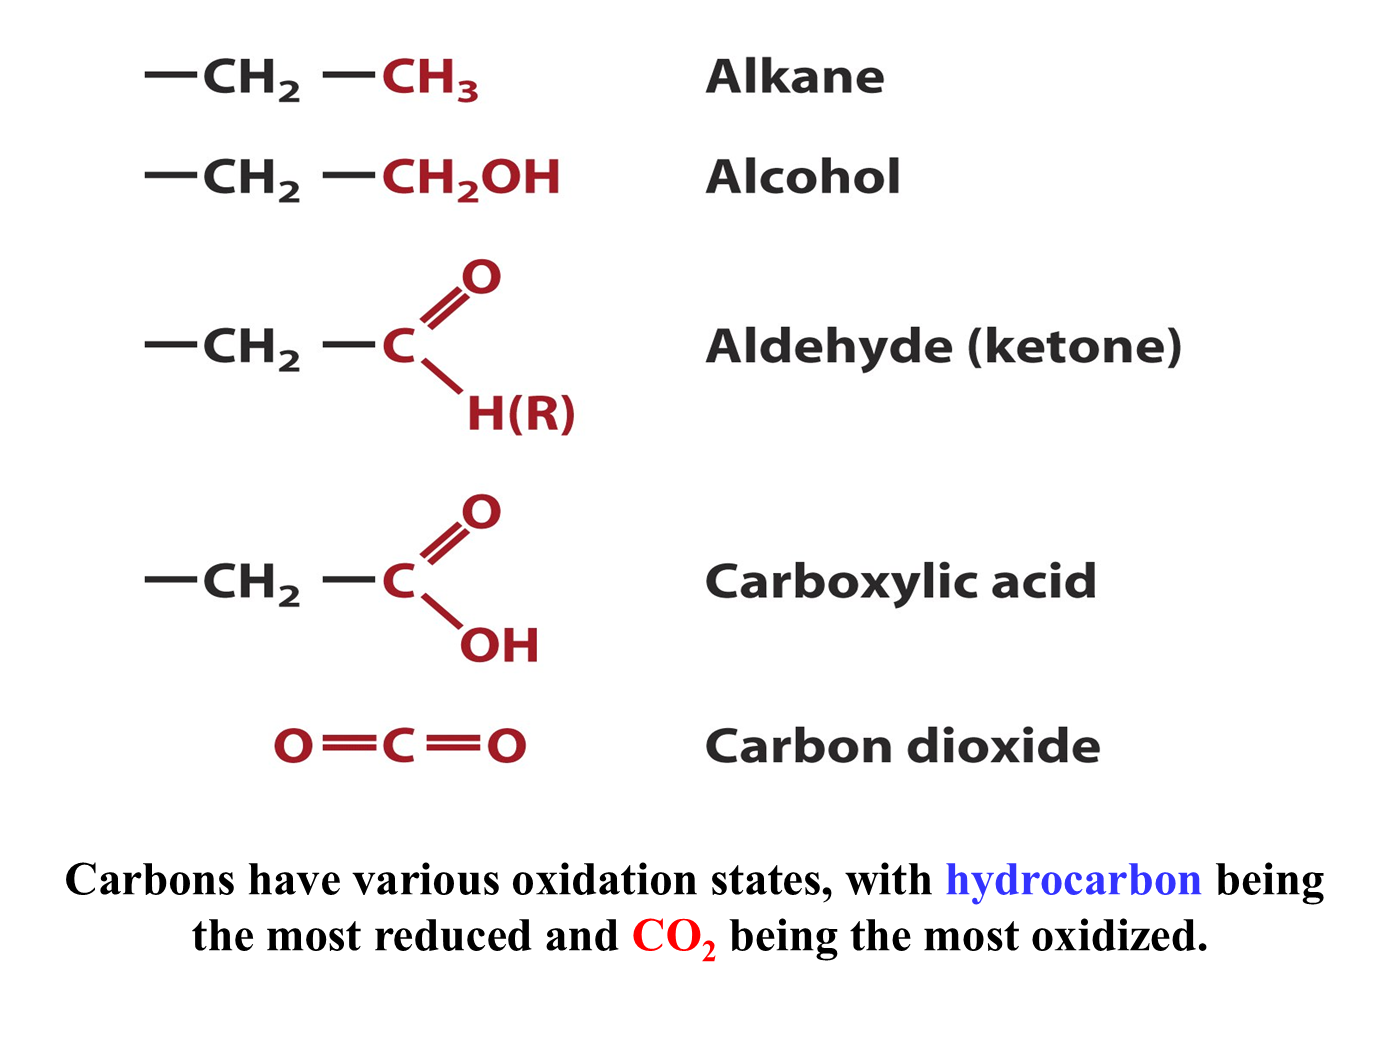 —CH₂ —CH₃ Alkane
—CH₂ —CH₂OH Alcohol
O
—CH₂ —C Aldehyde (ketone)
H(R)
O
—CH₂ —C Carboxylic acid
OH
O=C=O Carbon dioxide
Carbons have various oxidation states, with hydrocarbon being
the most reduced and CO₂ being the most oxidized.